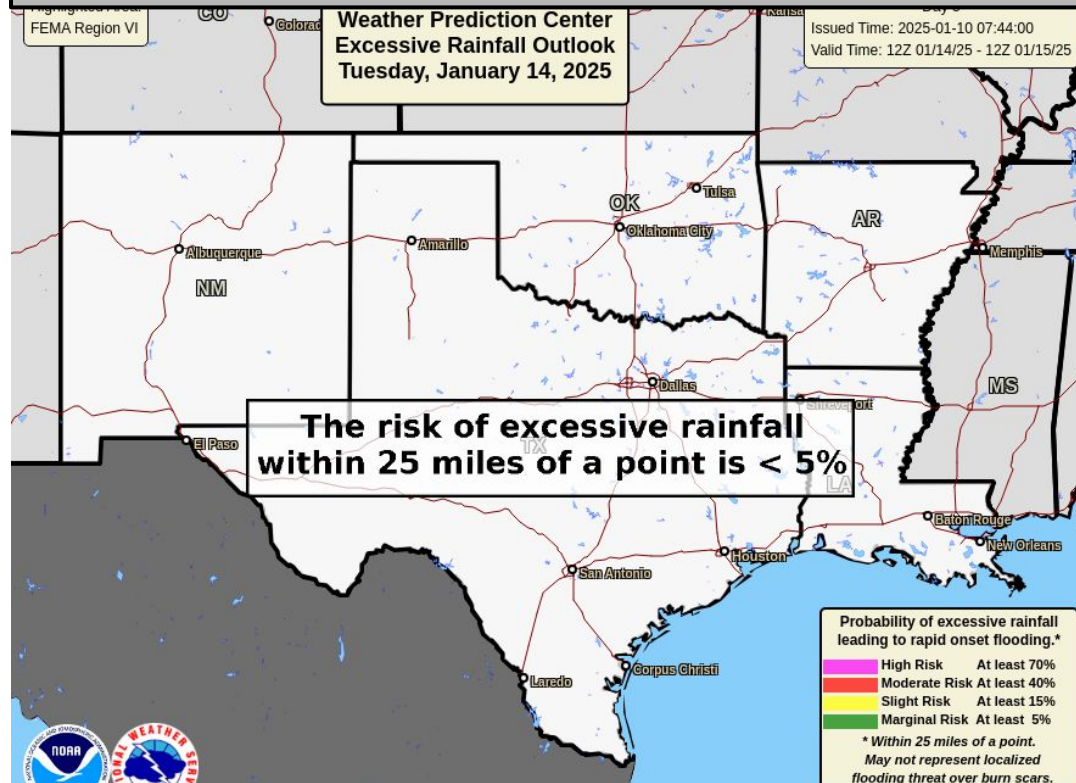 FEMA Region VI
Weather Prediction Center
Excessive Rainfall Outlook
Tuesday, January 14, 2025
Issued Time: 2025-01-10 07:44:00
Valid Time: 12Z 01/14/25 - 12Z 01/15/25
CO
Colorad
Kansa
Tulsa
OK
Oklahoma City
AR
Albuquerque
Amarillo
Memphis
NM
Dallas
MS
Shreveport
The risk of excessive rainfall
within 25 miles of a point is < 5%
El Paso
TX
LA
Baton Rouge
New Orleans
Houston
San Antonio
Corpus Christi
Laredo
Probability of excessive rainfall
leading to rapid onset flooding.*
High Risk At least 70%
Moderate Risk At least 40%
Slight Risk At least 15%
Marginal Risk At least 5%
* Within 25 miles of a point.
May not represent localized
flooding threat over burn scars.
NOAA